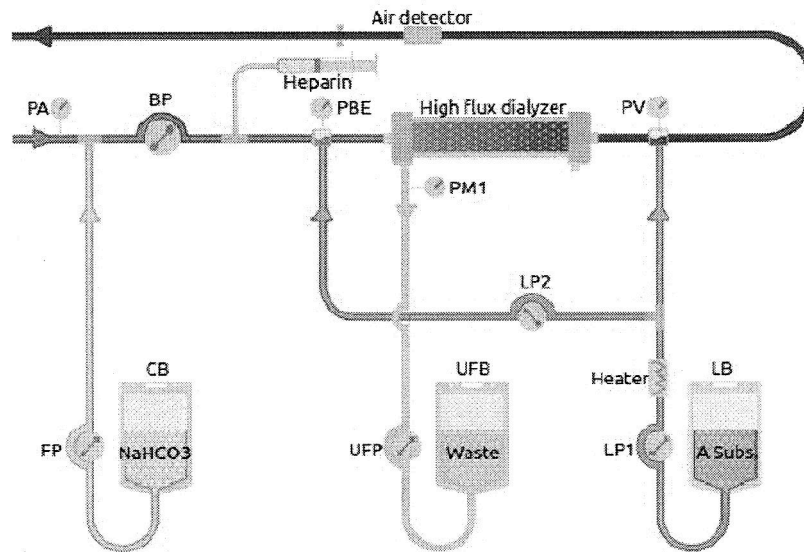 Air detector
Heparin
PA
BP
PBE
High flux dialyzer
PV
PM1
LP2
CB
UFB
Heater
LB
FP
NaHCO3
UFP
Waste
LP1
A Subs.